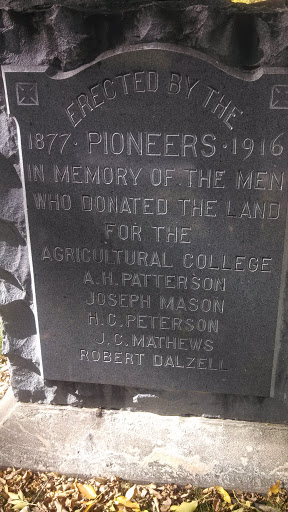 ERECTED BY THE
1877 · PIONEERS · 1916
IN MEMORY OF THE MEN
WHO DONATED THE LAND
FOR THE
AGRICULTURAL COLLEGE
A.H. PATTERSON
JOSEPH MASON
H.C. PETERSON
J.C. MATHEWS
ROBERT DALZELL